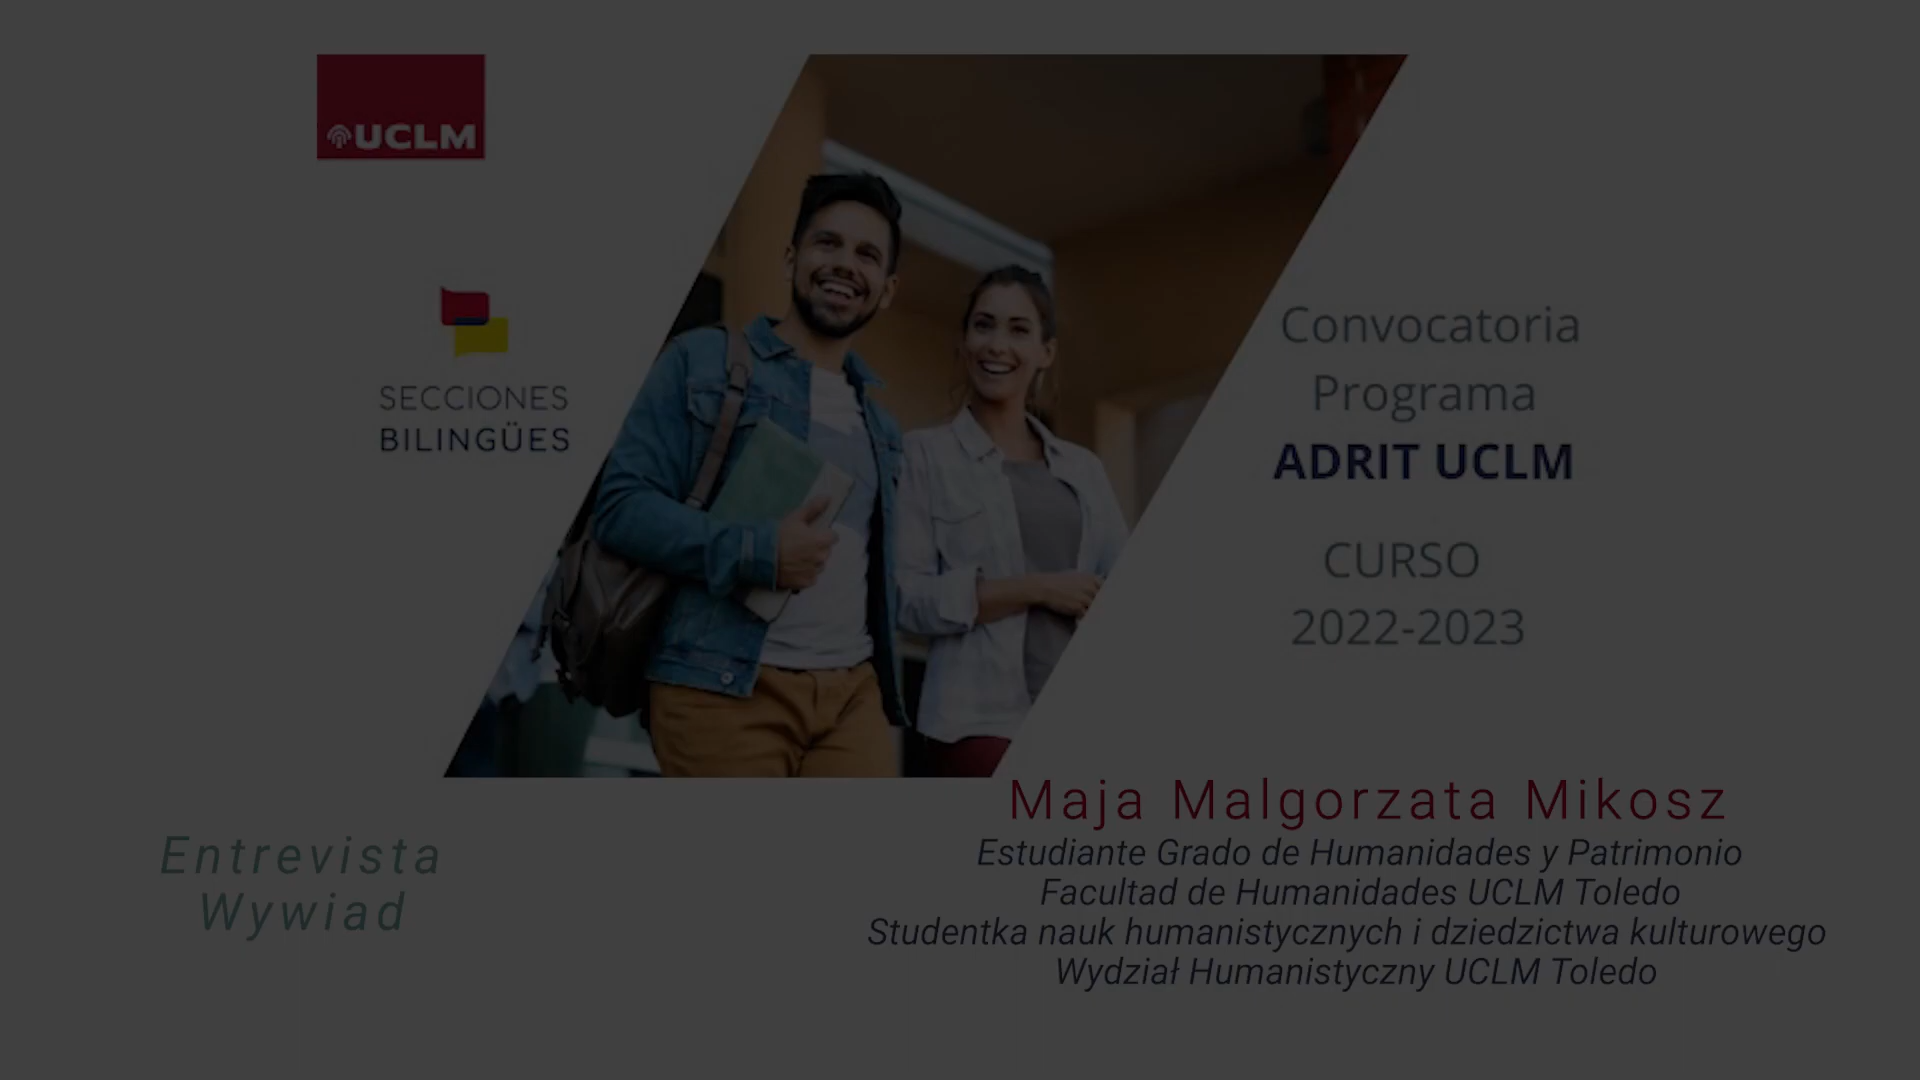 UCLM
SECCIONES
BILINGÜES
Convocatoria
Programa
ADRIT UCLM
CURSO
2022-2023
Entrevista
Wywiad
Maja Malgorzata Mikosz
Estudiante Grado de Humanidades y Patrimonio
Facultad de Humanidades UCLM Toledo
Studentka nauk humanistycznych i dziedzictwa kulturowego
Wydział Humanistyczny UCLM Toledo